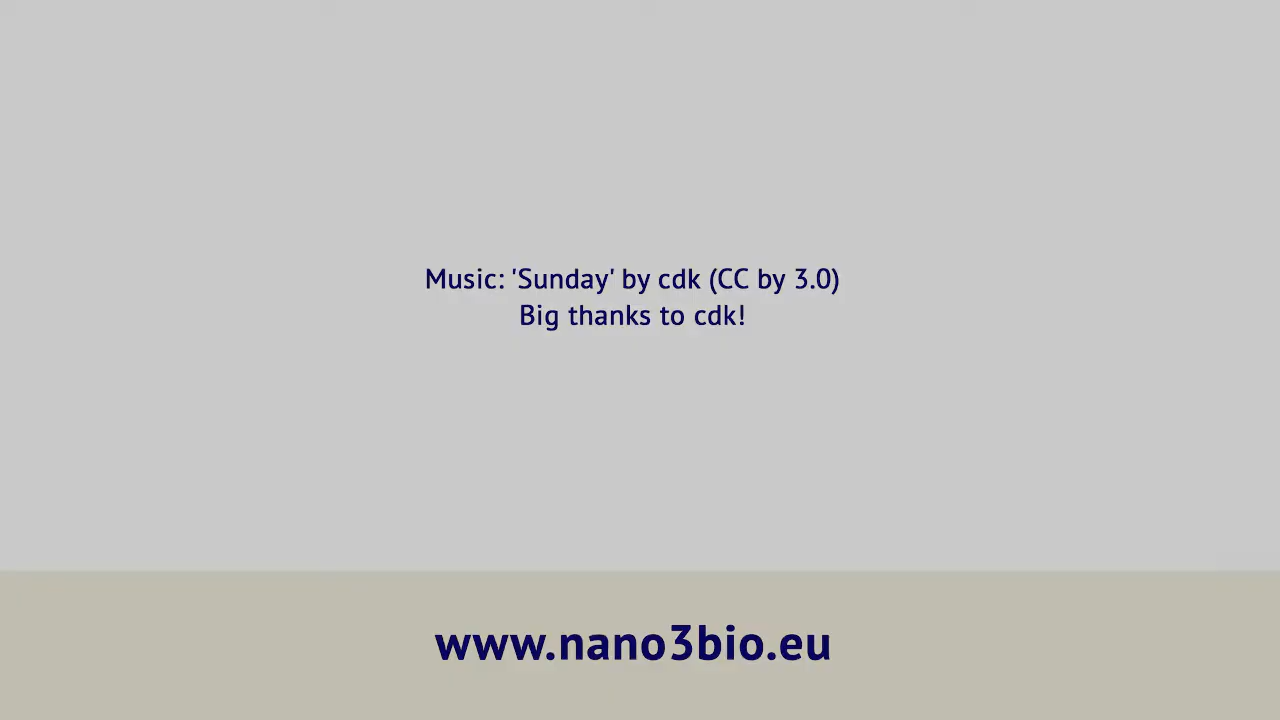 Music: 'Sunday' by cdk (CC by 3.0)
Big thanks to cdk!
www.nano3bio.eu